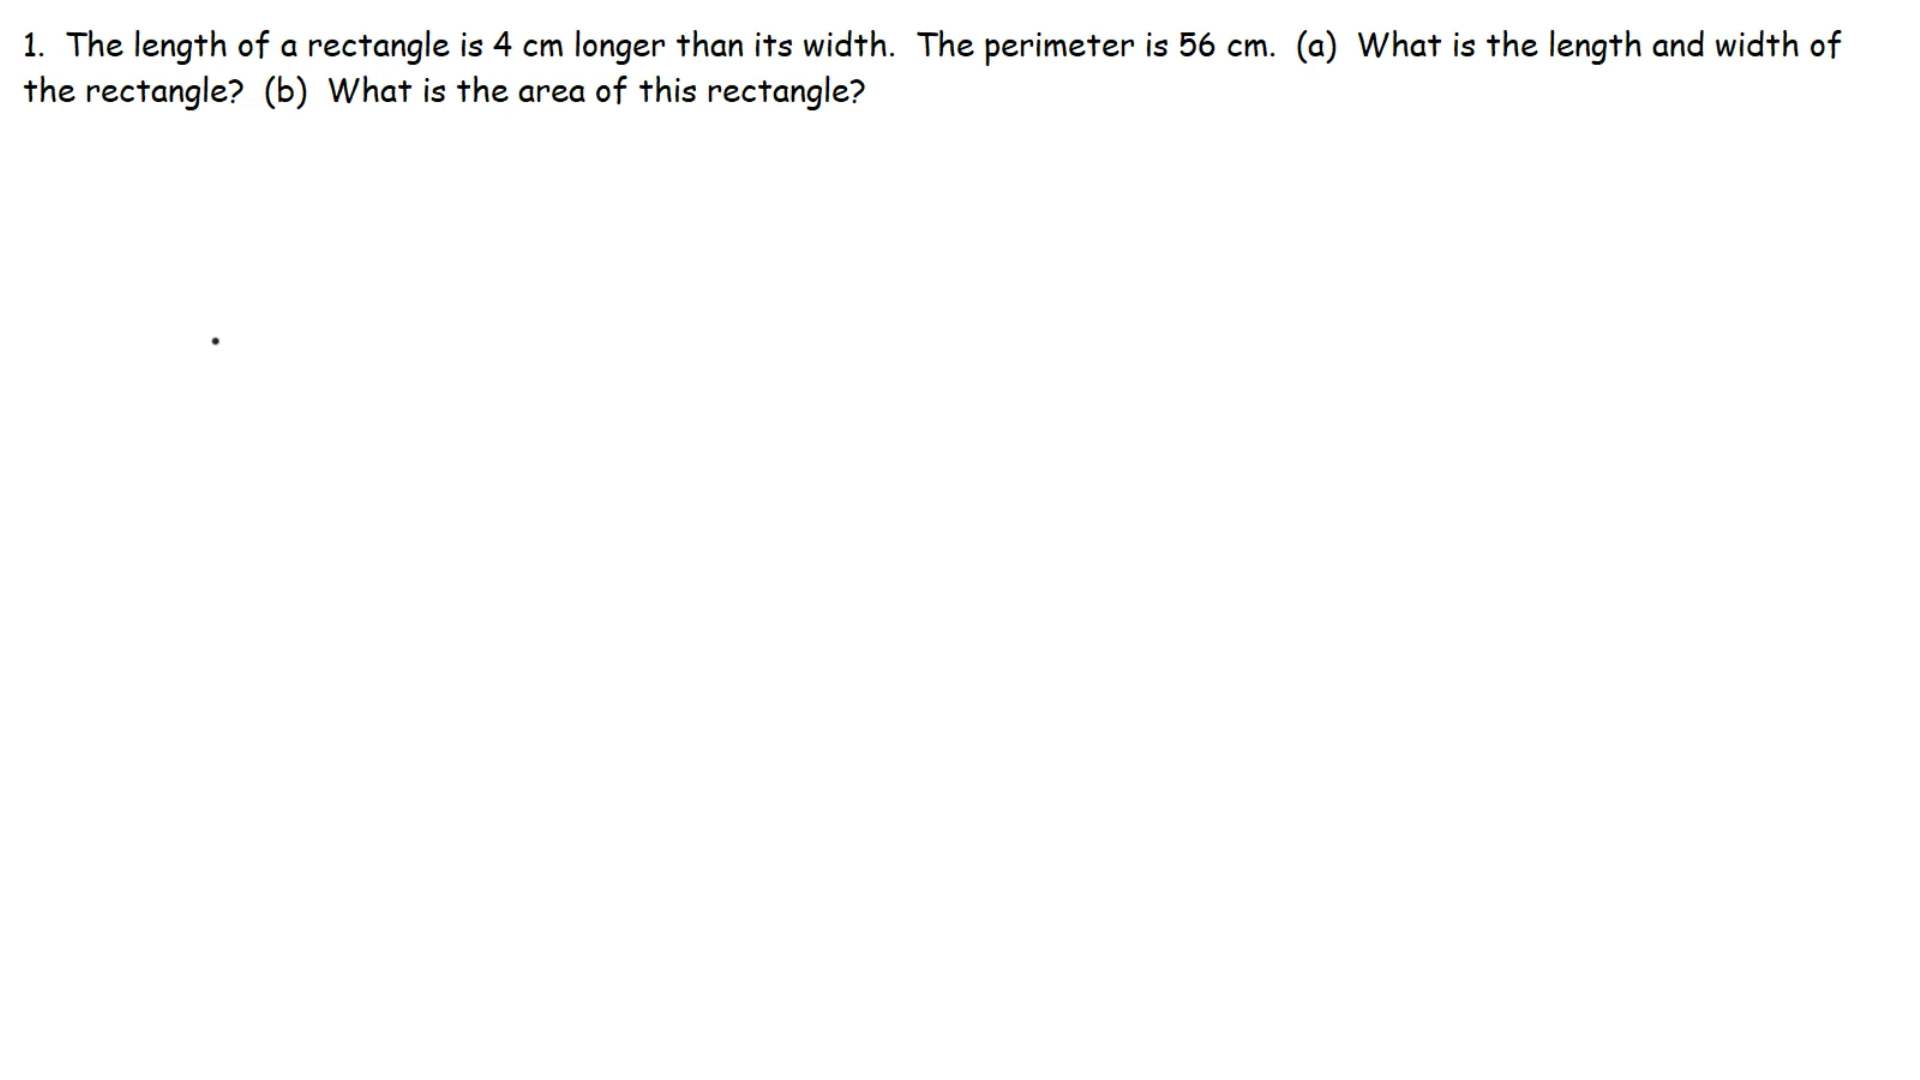 1.  The length of a rectangle is 4 cm longer than its width.  The perimeter is 56 cm.  (a)  What is the length and width of
the rectangle?  (b)  What is the area of this rectangle?